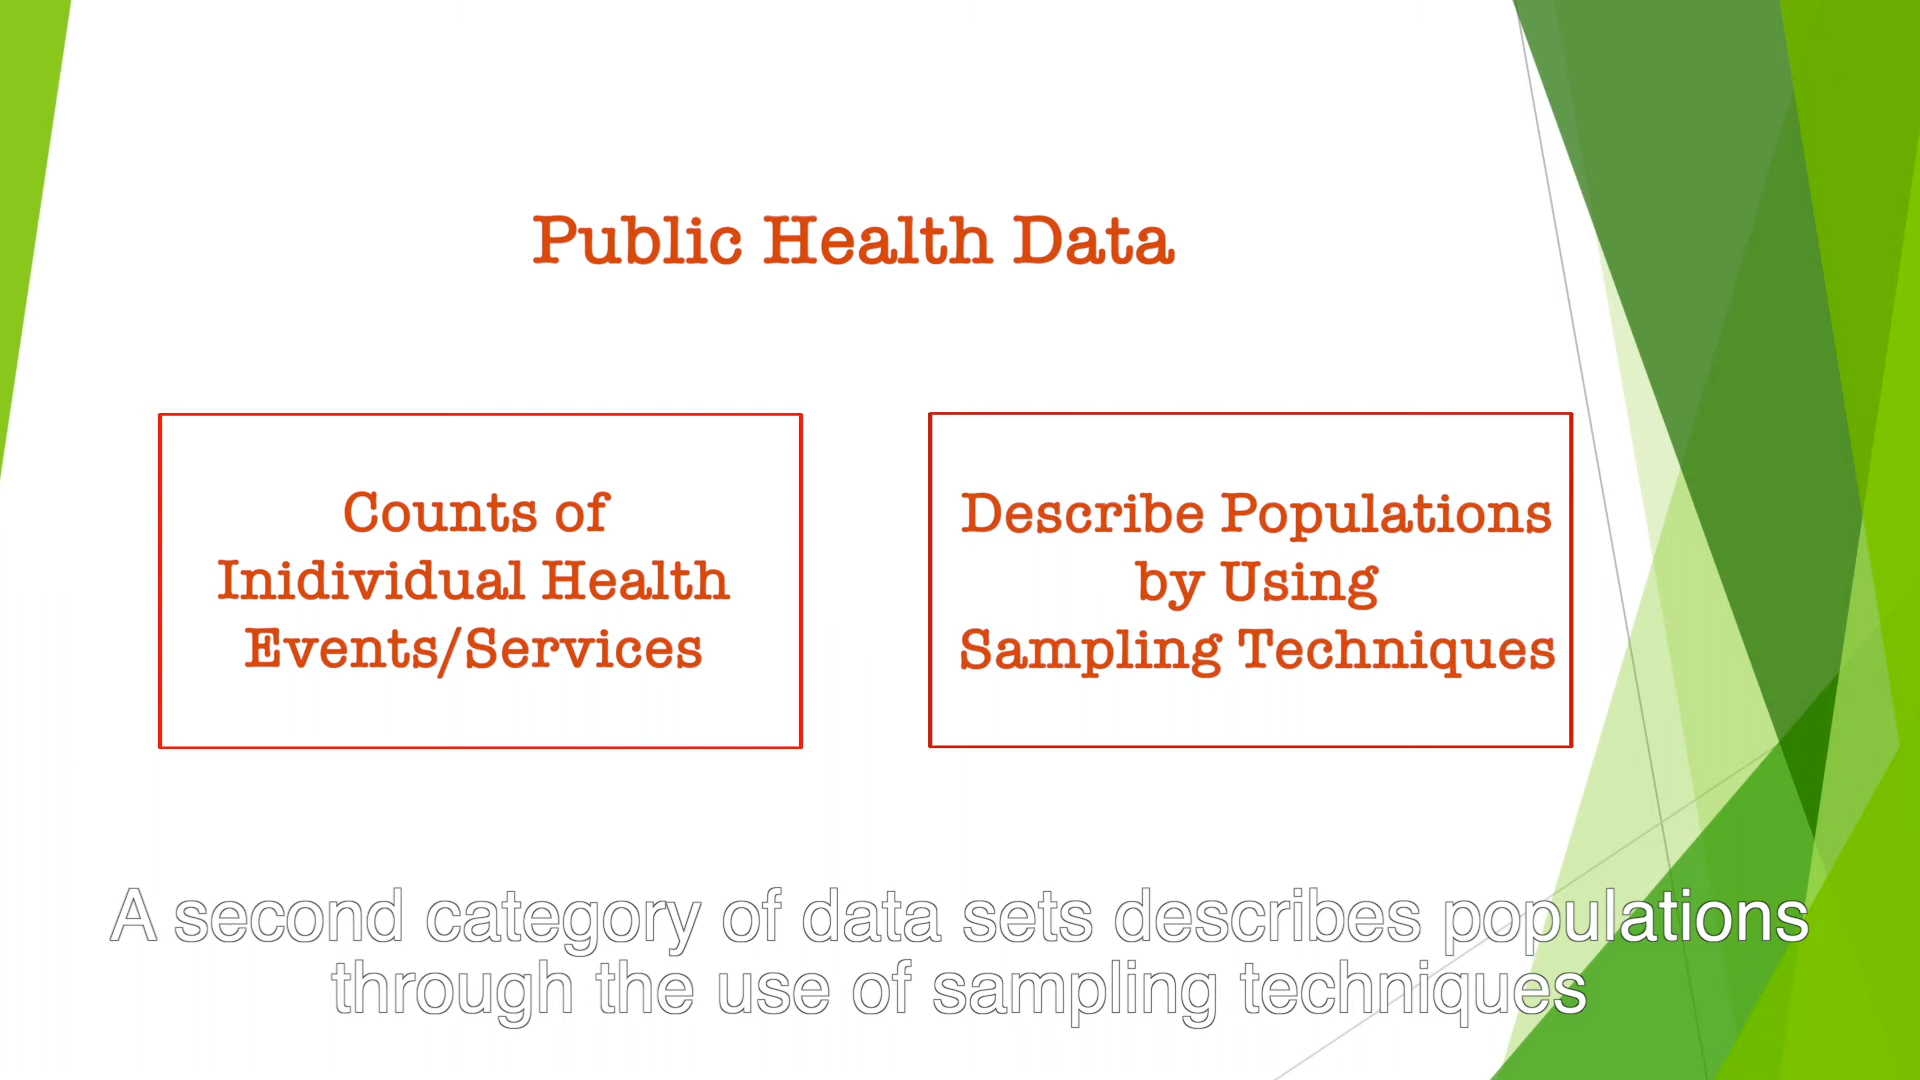 Public Health Data
Counts of
Inidividual Health
Events/Services
Describe Populations
by Using
Sampling Techniques
A second category of data sets describes populations
through the use of sampling techniques